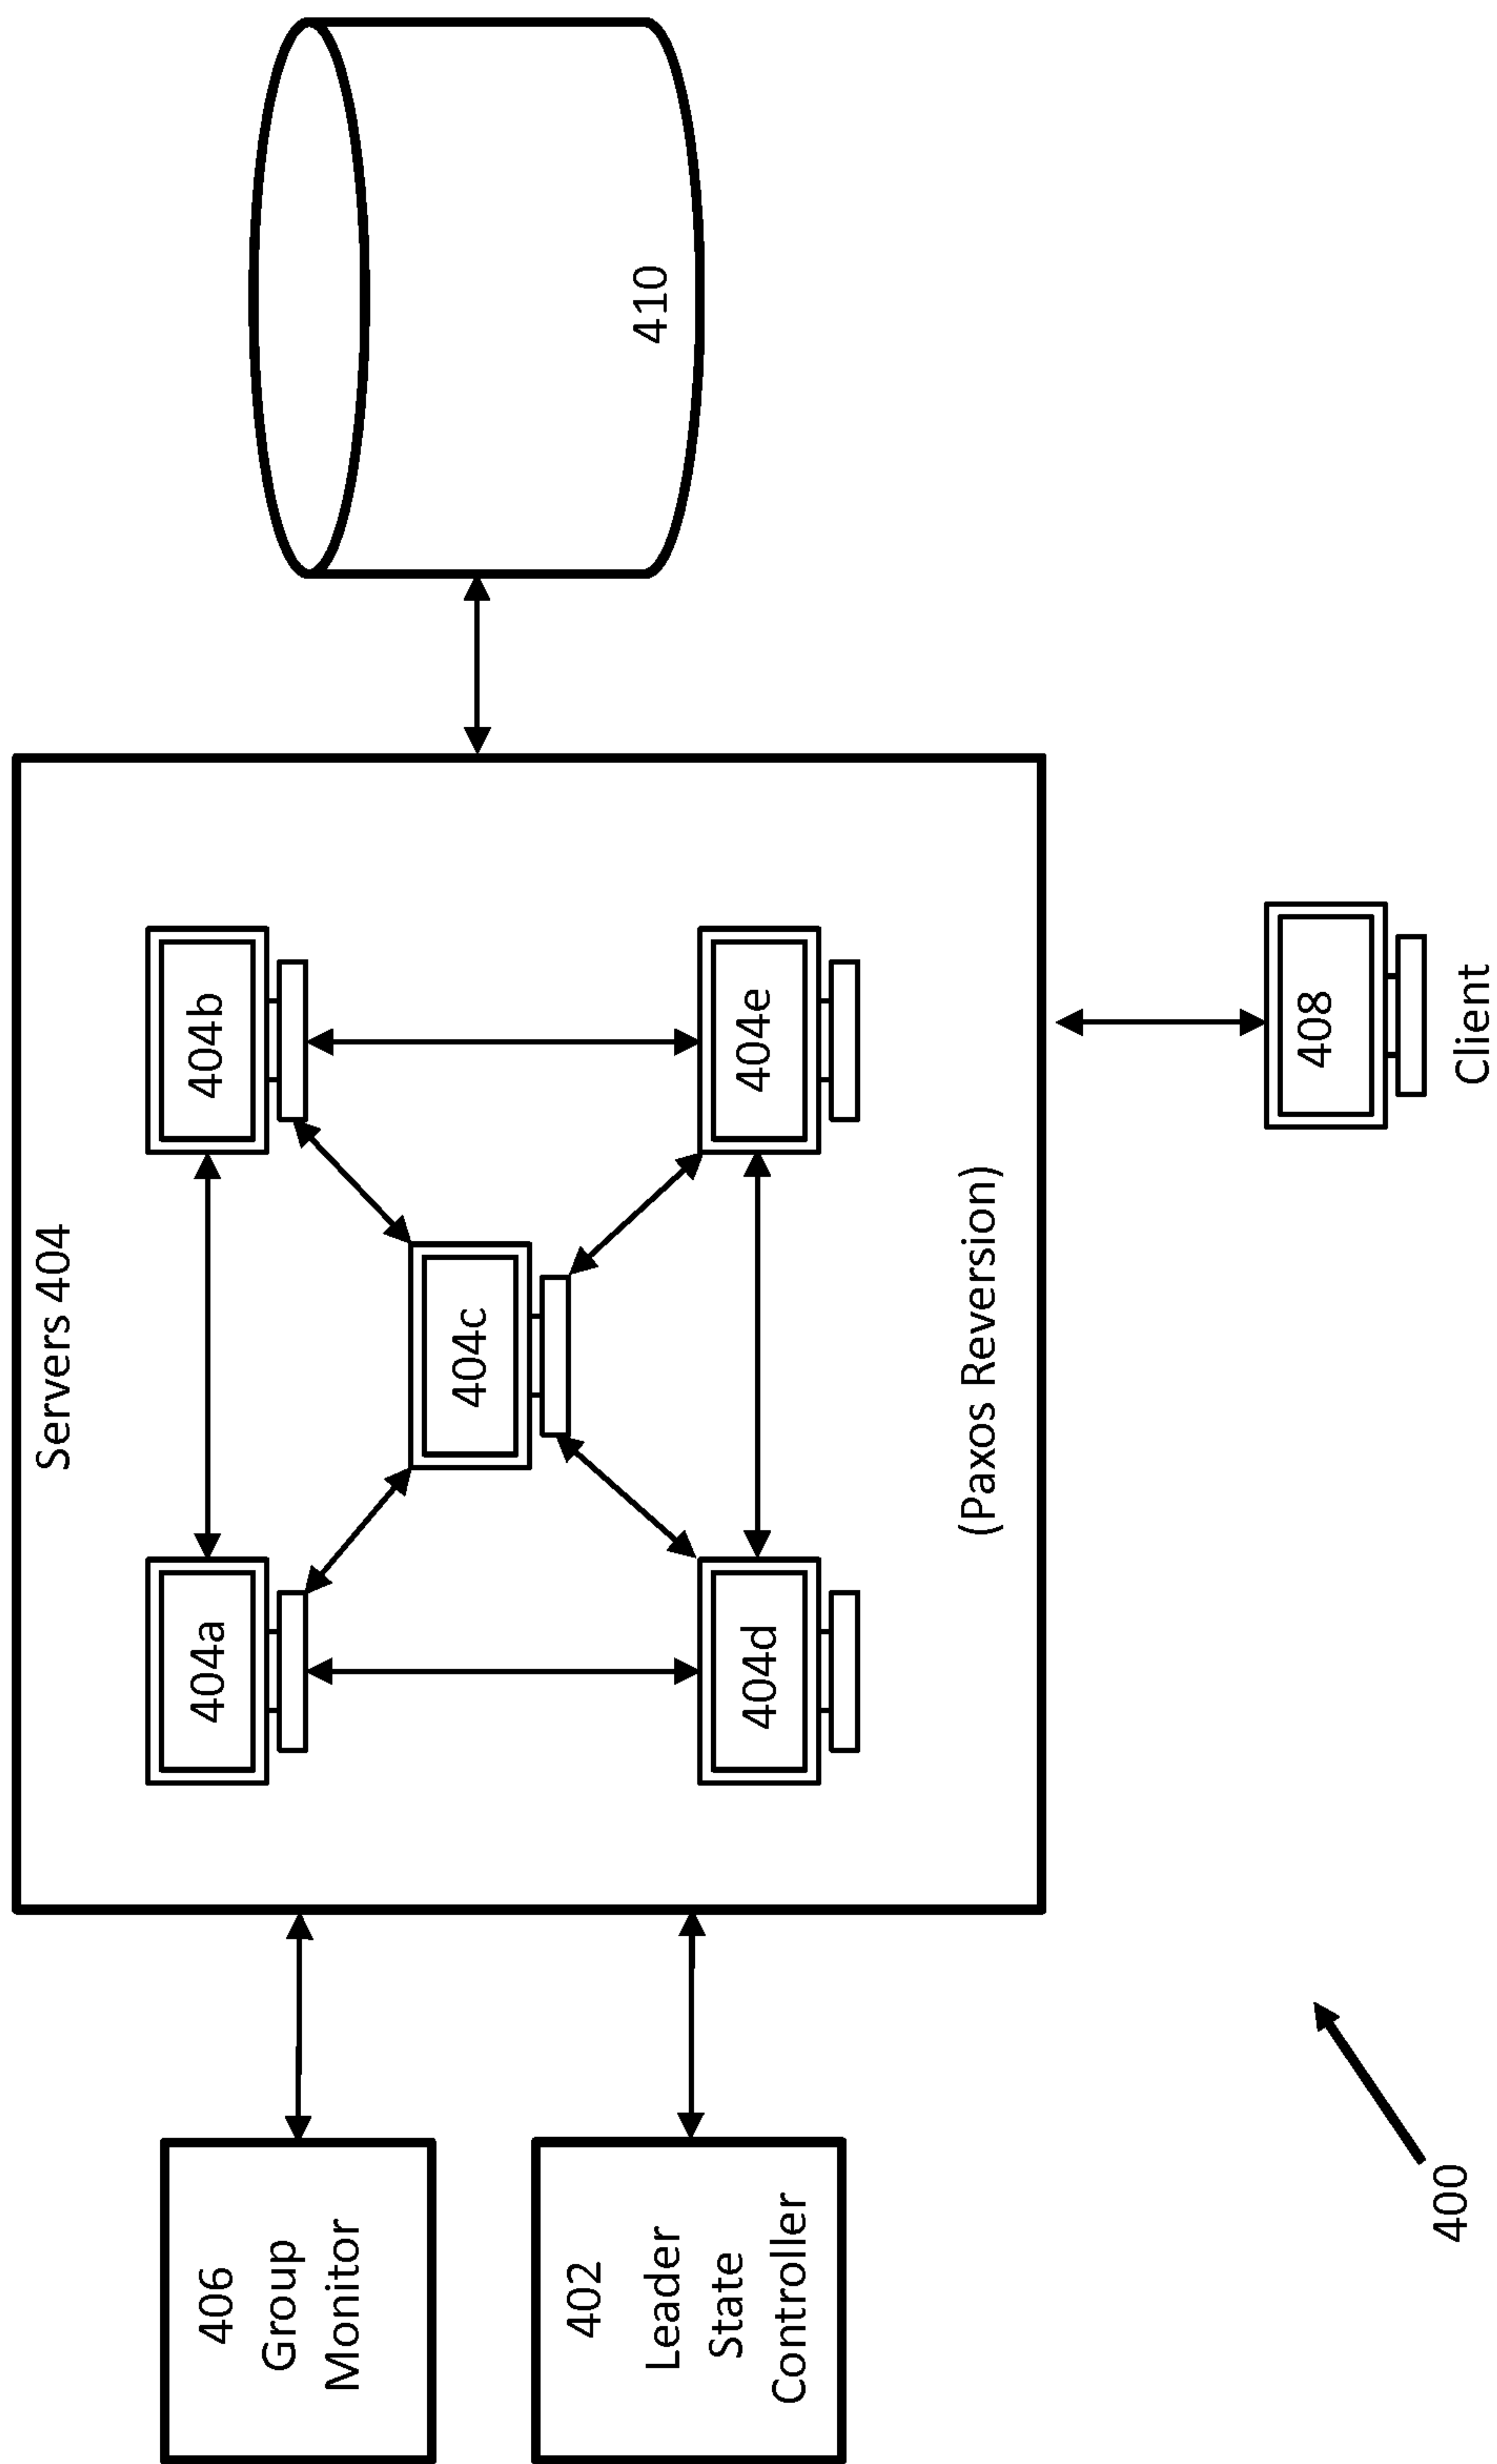 Servers 404
406
Group
Monitor
404a
404b
404c
410
402
Leader
State
Controller
404d
404e
(Paxos Reversion)
408
Client
400